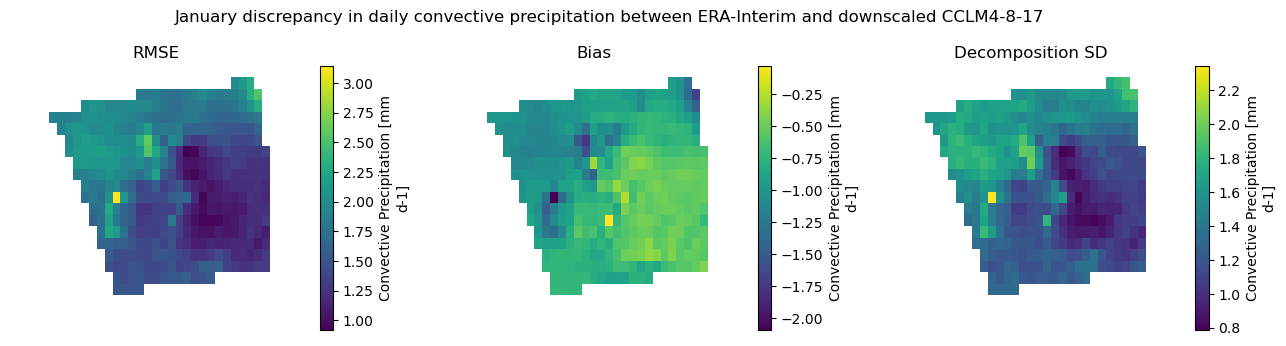 January discrepancy in daily convective precipitation between ERA-Interim and downscaled CCLM4-8-17
RMSE
3.00
2.75
2.50
2.25
2.00
1.75
1.50
1.25
1.00
Convective Precipitation [mm
d-1]
Bias
−0.25
−0.50
−0.75
−1.00
−1.25
−1.50
−1.75
−2.00
Convective Precipitation [mm
d-1]
Decomposition SD
2.2
2.0
1.8
1.6
1.4
1.2
1.0
0.8
Convective Precipitation [mm
d-1]